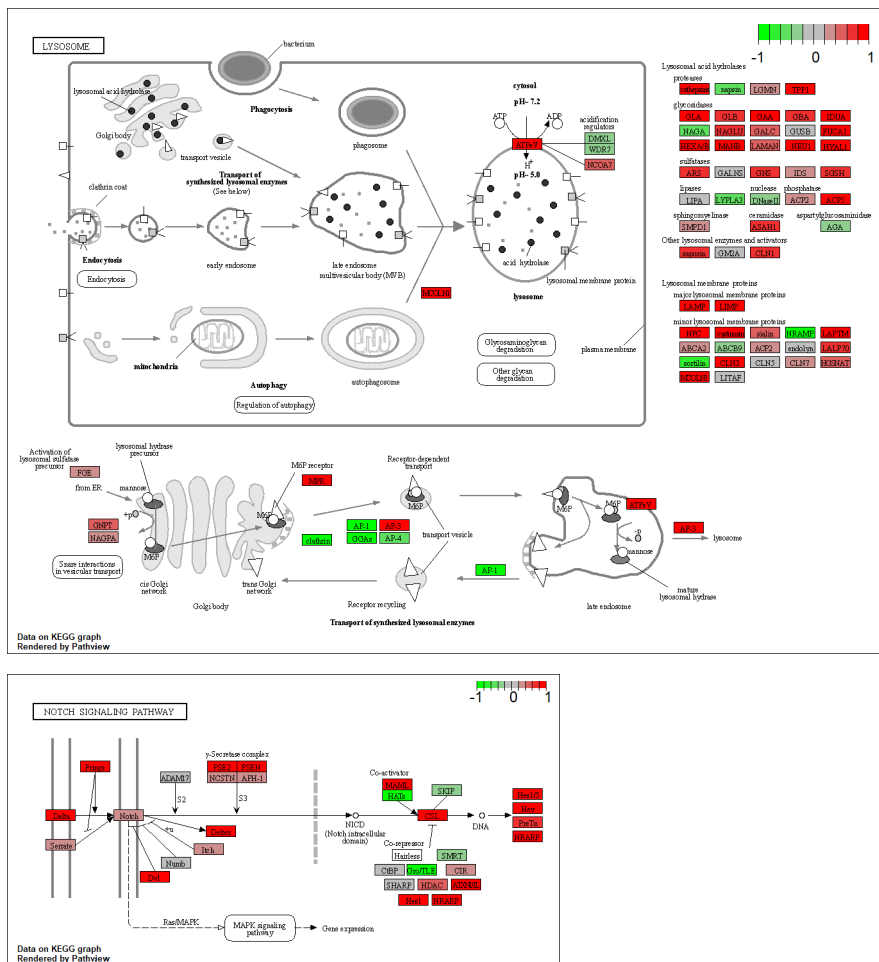 LYSOSOME
bacterium
-1 0 1
lysosomal acid hydrolase
Golbi body
Phagocytosis
transport vesicle
phagosome
Transport of
synthesized lysosomal enzymes
(See below)
clathrin coat
Endocytosis
Endocytosis
early endosome
late endosome
multivesicular body (MVB)
cytosol
pH~ 7.2
ATP
ADP
ATPeV
H+
pH~ 5.0
acidification
regulators
DMXL
WDR7
NCOA7
acid hydrolase
lysosomal membrane protein
lysosome
MCOLN1
mitochondria
Autophagy
autophagosome
Regulation of autophagy
Glycosaminoglycan
degradation
Other glycan
degradation
plasma membrane
Lysosomal acid hydrolases
proteases
cathepsin napsin LGMN TPP1
glycosidases
GLA GLB GAA GBA IDUA
NAGA NAGLU GALC GUSB FUCA1
HEXA/B MANB LAMAN NEU1 HYAL1
sulfatases
ARS GALNS GNS IDS SGSH
lipases nuclease phosphatase
LIPA LYPLA3 DNaseII ACP2 ACP5
sphingomyelinase ceramidase aspartylglucosaminidase
SMPD1 ASAH1 AGA
Other lysosomal enzymes and activators
saposin GM2A CLN1
Lysosomal membrane proteins
major lysosomal membrane proteins
LAMP LIMP
minor lysosomal membrane proteins
NPC cystinosin sialin NRAMP LAPTM
ABCA2 ABCB9 ACP2 endolyn LALP70
sortilin CLN3 CLN5 CLN7 HGSNAT
MCOLN1 LITAF
Activation of
lysosomal sulfatase
precursor
FGE
from ER
lysosomal hydrase
precursor
mannose
+p
GNPT
NAGPA
M6P
Snare interactions
in vesicular transport
cis Golgi
network
Golgi body
trans Golgi
network
M6P receptor
MPR
M6P
clathrin
AP-1 AP-3
GGAs AP-4
Receptor-dependent
transport
M6P
transport vesicle
Receptor recycling
AP-1
M6P
M6P
ATPeV
-p
mannose
AP-3
lysosome
mature
lysosomal hydrase
late endosome
Transport of synthesized lysosomal enzymes
Data on KEGG graph
Rendered by Pathview
-1 0 1
NOTCH SIGNALING PATHWAY
Fringe
Delta
Serrate
Notch
ADAM17
S2
γ-Secretase complex
PSE2 PSEN
NCSTN APH-1
S3
+u
Deltex
Itch
Numb
Dvl
NICD
(Notch intracellular
domain)
Co-activator
MAML
HATs
SKIP
CSL
DNA
Co-repressor
Hairless SMRT
CtBP Gro/TLE CIR
SHARP HDAC ATXN1/1L
Hes1 NRARP
Hes1/5
Hey
PreTa
NRARP
Ras/MAPK
MAPK signaling
pathway
Gene expression
Data on KEGG graph
Rendered by Pathview